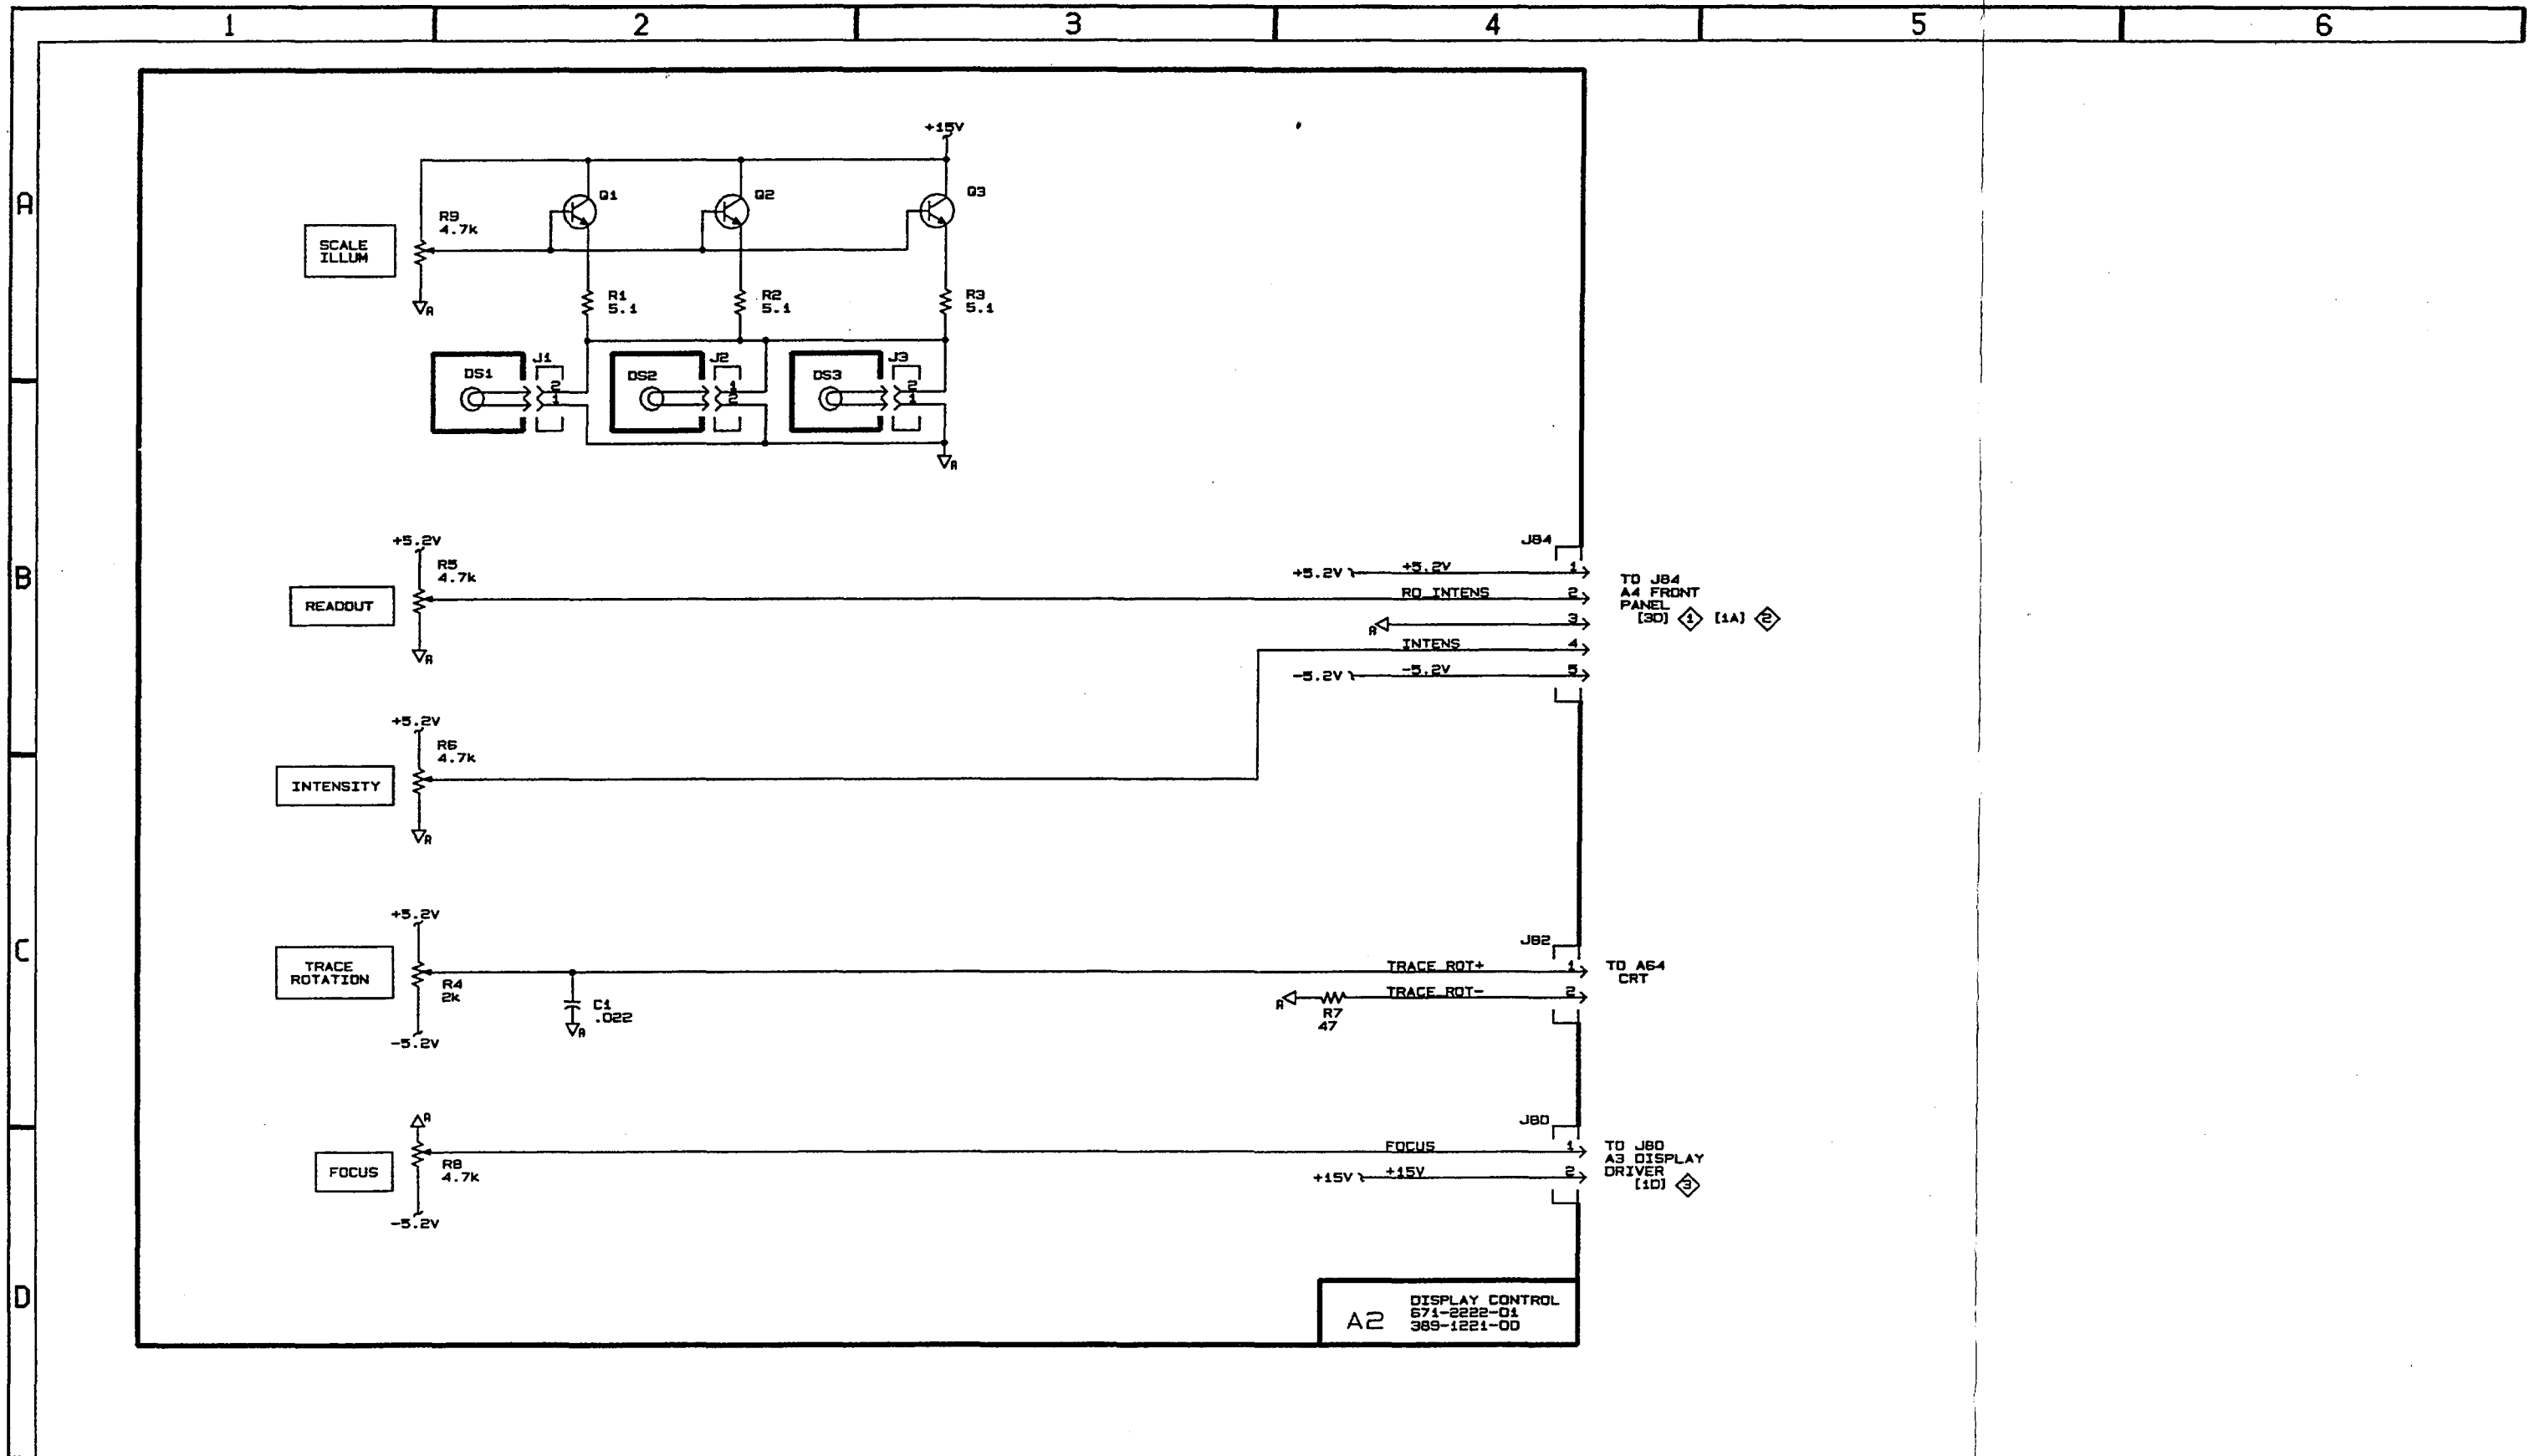 1 2 3 4 5 6
A
B
C
D
+15V
Q1
Q2
Q3
R9
4.7k
SCALE
ILLUM
A
R1
5.1
R2
5.1
R3
5.1
J1
J2
J3
DS1
2
1
DS2
1
2
DS3
2
1
A
+5.2V
R5
4.7k
READOUT
A
J84
+5.2V +5.2V 1
RO INTENS 2
A 3
INTENS 4
-5.2V -5.2V 5
TO J84
A4 FRONT
PANEL
[3D] 1 [1A] 2
+5.2V
R6
4.7k
INTENSITY
A
+5.2V
TRACE
ROTATION
R4
2k
-5.2V
C1
.022
A
J82
TRACE ROT+ 1
A TRACE ROT- 2
R7
47
TO A64
CRT
A
FOCUS
R8
4.7k
-5.2V
J80
FOCUS 1
+15V +15V 2
TO J80
A3 DISPLAY
DRIVER
[1D] 3
A2
DISPLAY CONTROL
671-2222-01
389-1221-00